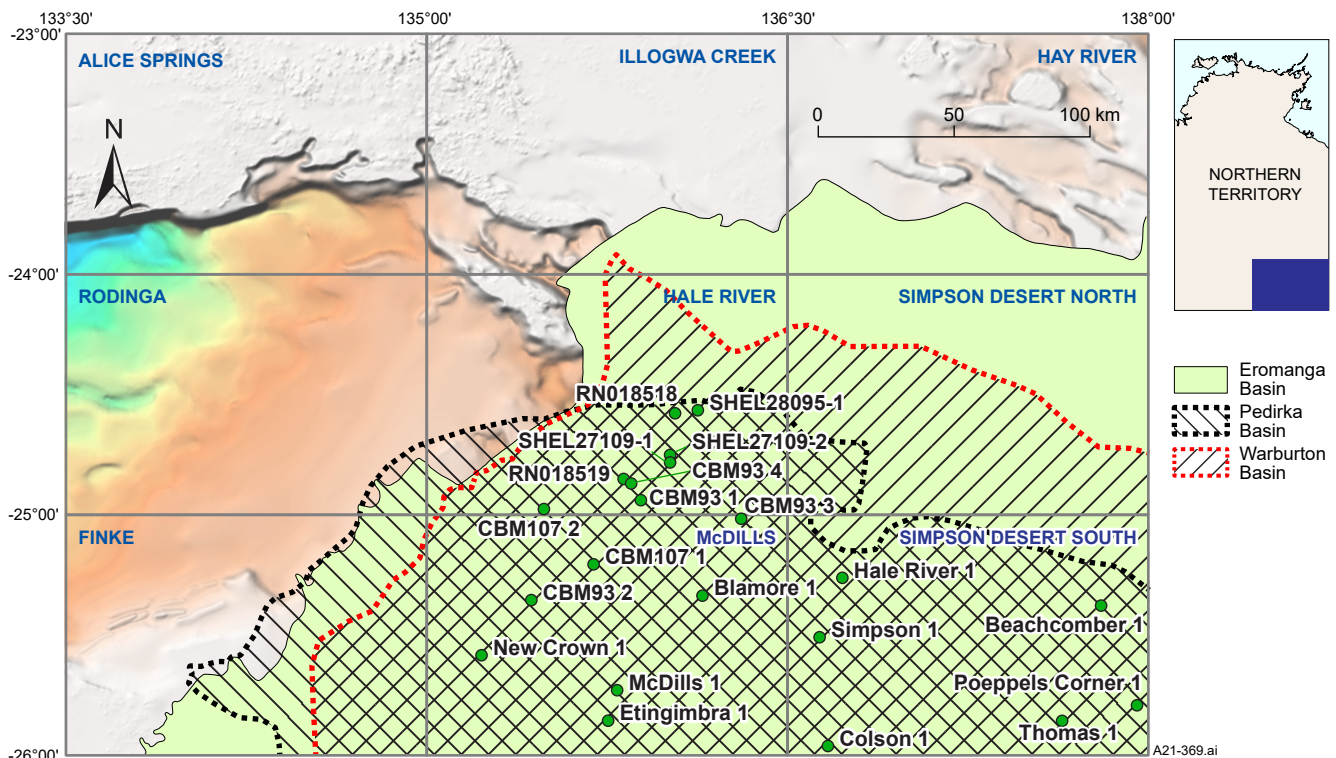 133°30'
135°00'
136°30'
138°00'
-23°00'
ALICE SPRINGS
ILLOGWA CREEK
HAY RIVER
N
0
50
100 km
NORTHERN
TERRITORY
-24°00'
RODINGA
HALE RIVER
SIMPSON DESERT NORTH
Eromanga
Basin
Pedirka
Basin
Warburton
Basin
RN018518
SHEL28095-1
SHEL27109-1
SHEL27109-2
RN018519
CBM93 4
CBM93 1
CBM93 3
-25°00'
CBM107 2
FINKE
McDILLS
SIMPSON DESERT SOUTH
CBM107 1
Hale River 1
CBM93 2
Blamore 1
Beachcomber 1
Simpson 1
New Crown 1
McDills 1
Poeppels Corner 1
Etingimbra 1
Thomas 1
Colson 1
-26°00'
A21-369.ai